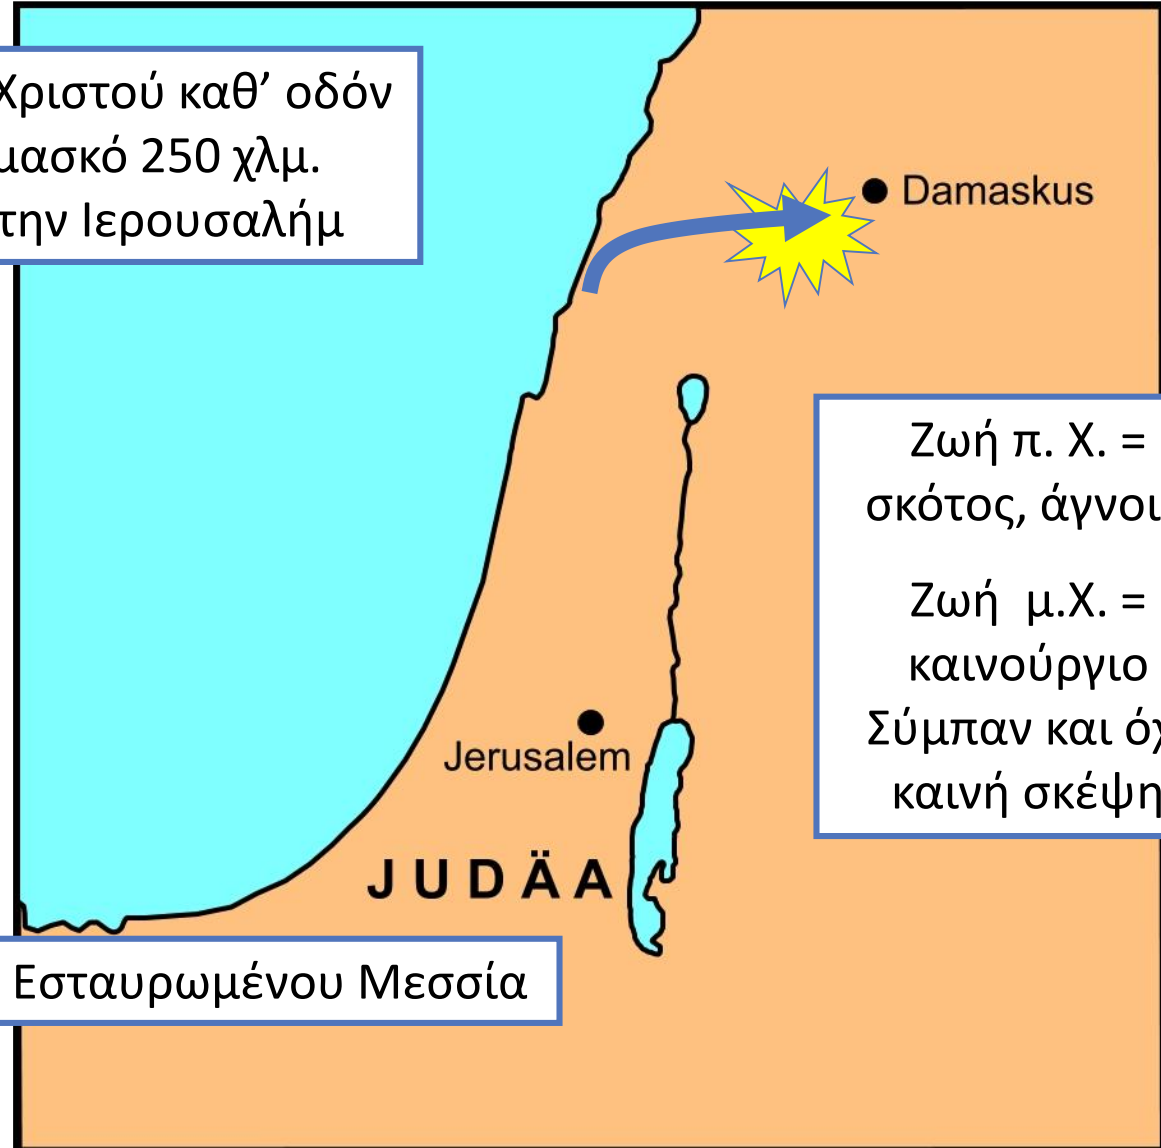 Χριστού καθ’ οδόν
μασκό 250 χλμ.
την Ιερουσαλήμ
Damaskus
Ζωή π. Χ. =
σκότος, άγνοι
Ζωή μ.Χ. =
καινούργιο
Σύμπαν και όχ
καινή σκέψη
Jerusalem
JUDÄA
Εσταυρωμένου Μεσσία